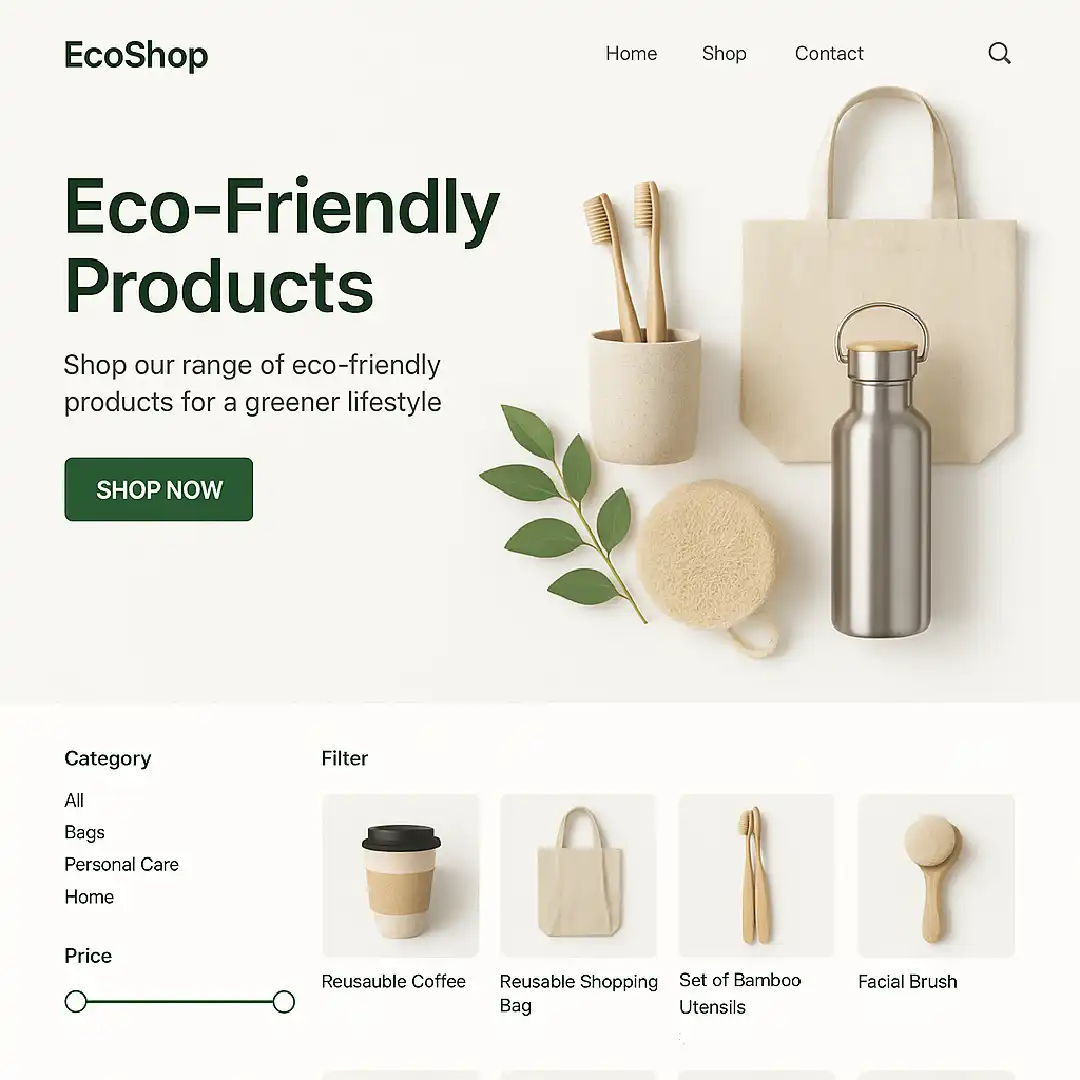 EcoShop
Home
Shop
Contact
Eco-Friendly
Products
Shop our range of eco-friendly
products for a greener lifestyle
SHOP NOW
Category
All
Bags
Personal Care
Home
Price
Filter
Reusauble Coffee
Reusable Shopping
Bag
Set of Bamboo
Utensils
Facial Brush